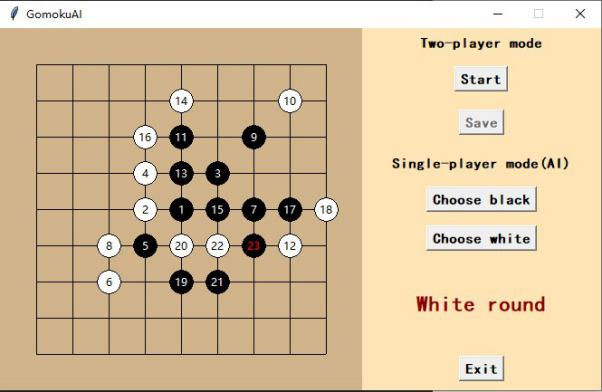 GomokuAI
Two-player mode
Start
Save
Single-player mode(AI)
Choose black
Choose white
White round
Exit
14 10
16 11 9
4 13 3
2 1 15 7 17 18
8 5 20 22 23 12
6 19 21